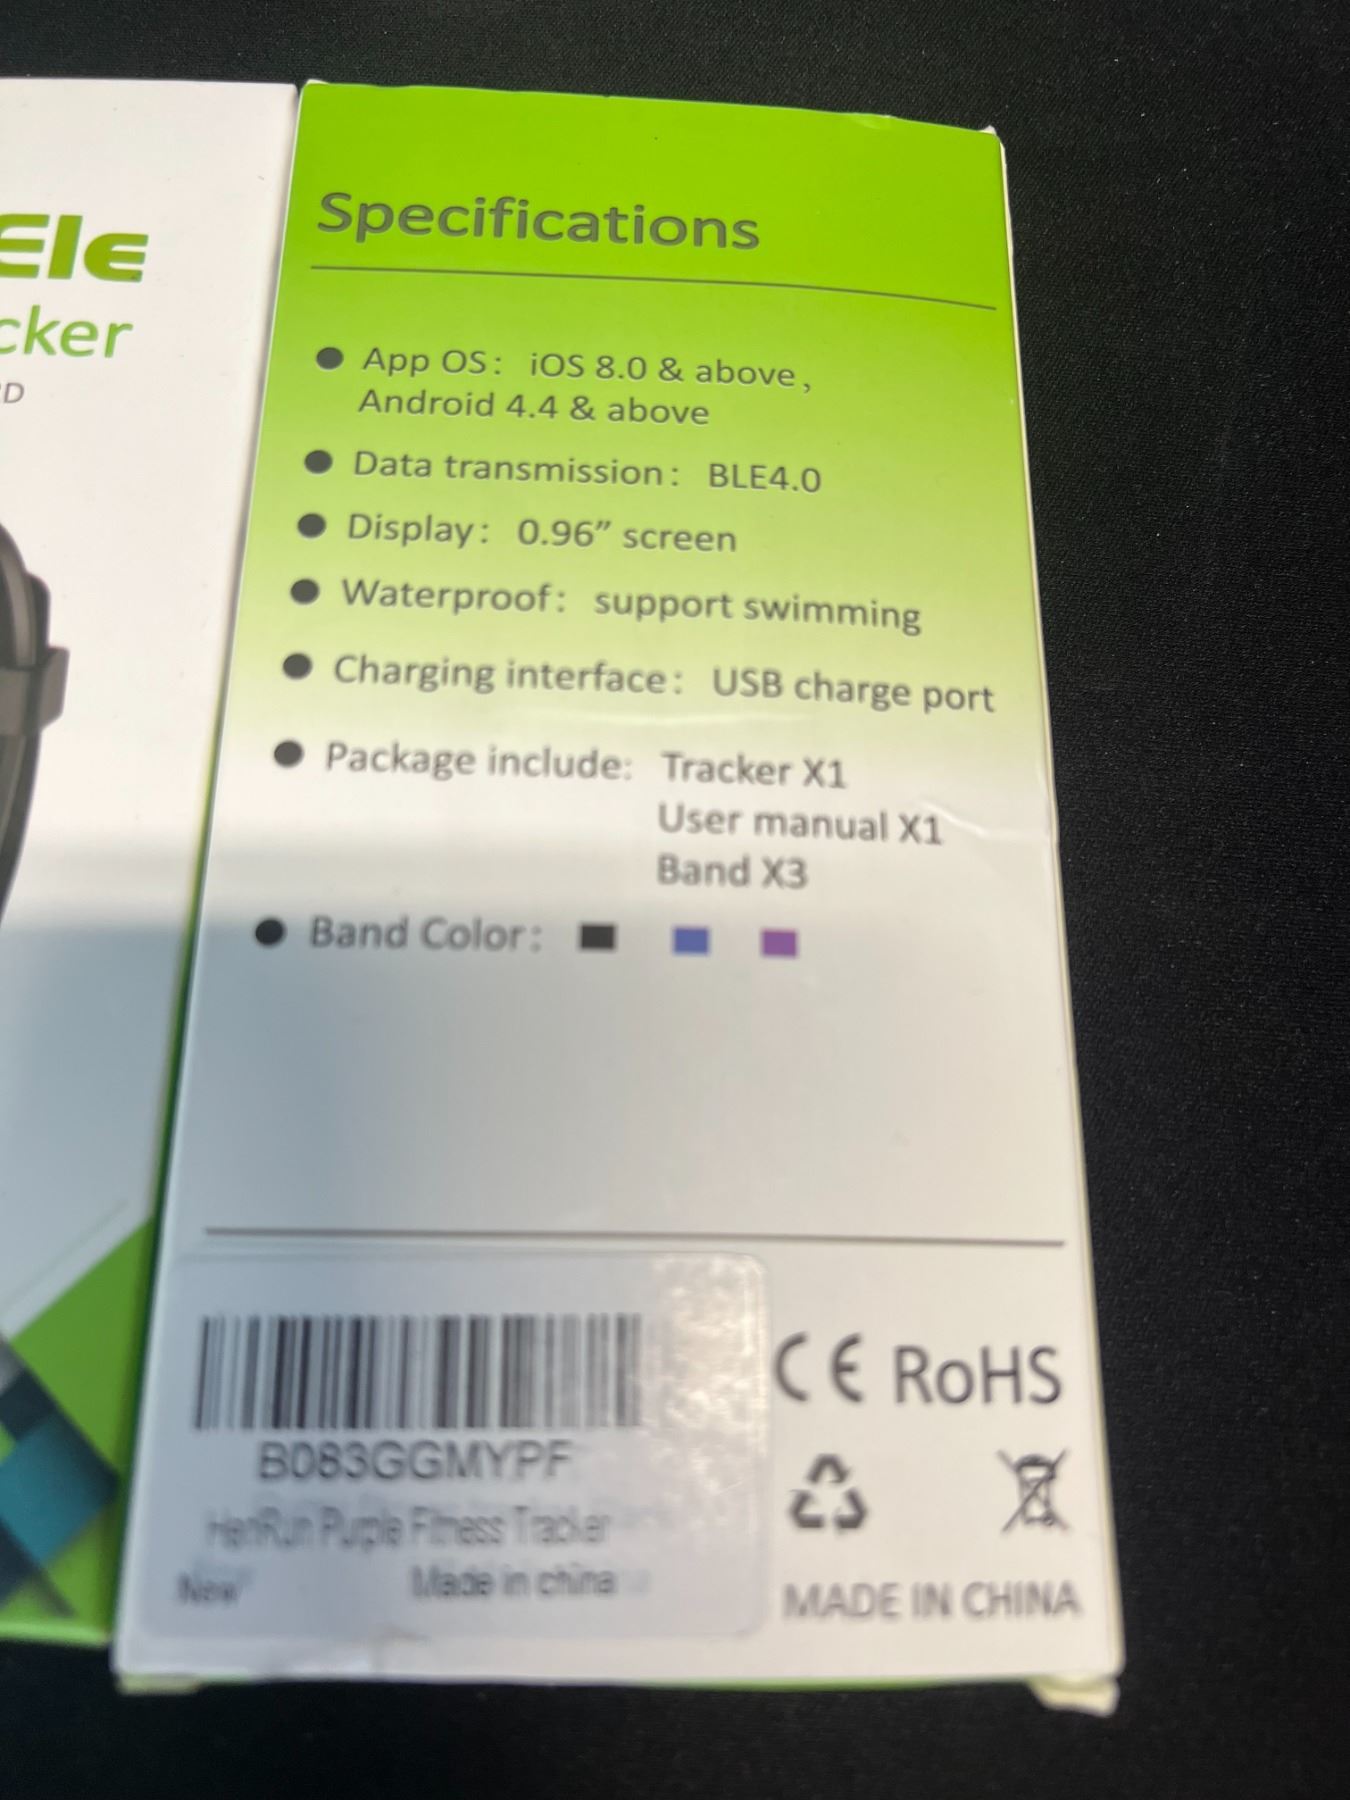 Ele
cker
RD
Specifications
● App OS: iOS 8.0 & above,
Android 4.4 & above
● Data transmission: BLE4.0
● Display: 0.96" screen
● Waterproof: support swimming
● Charging interface: USB charge port
● Package include: Tracker X1
User manual X1
Band X3
● Band Color:
B083GGMYPF
Purple Fitness Tracker
New Made in china
CE RoHS
MADE IN CHINA